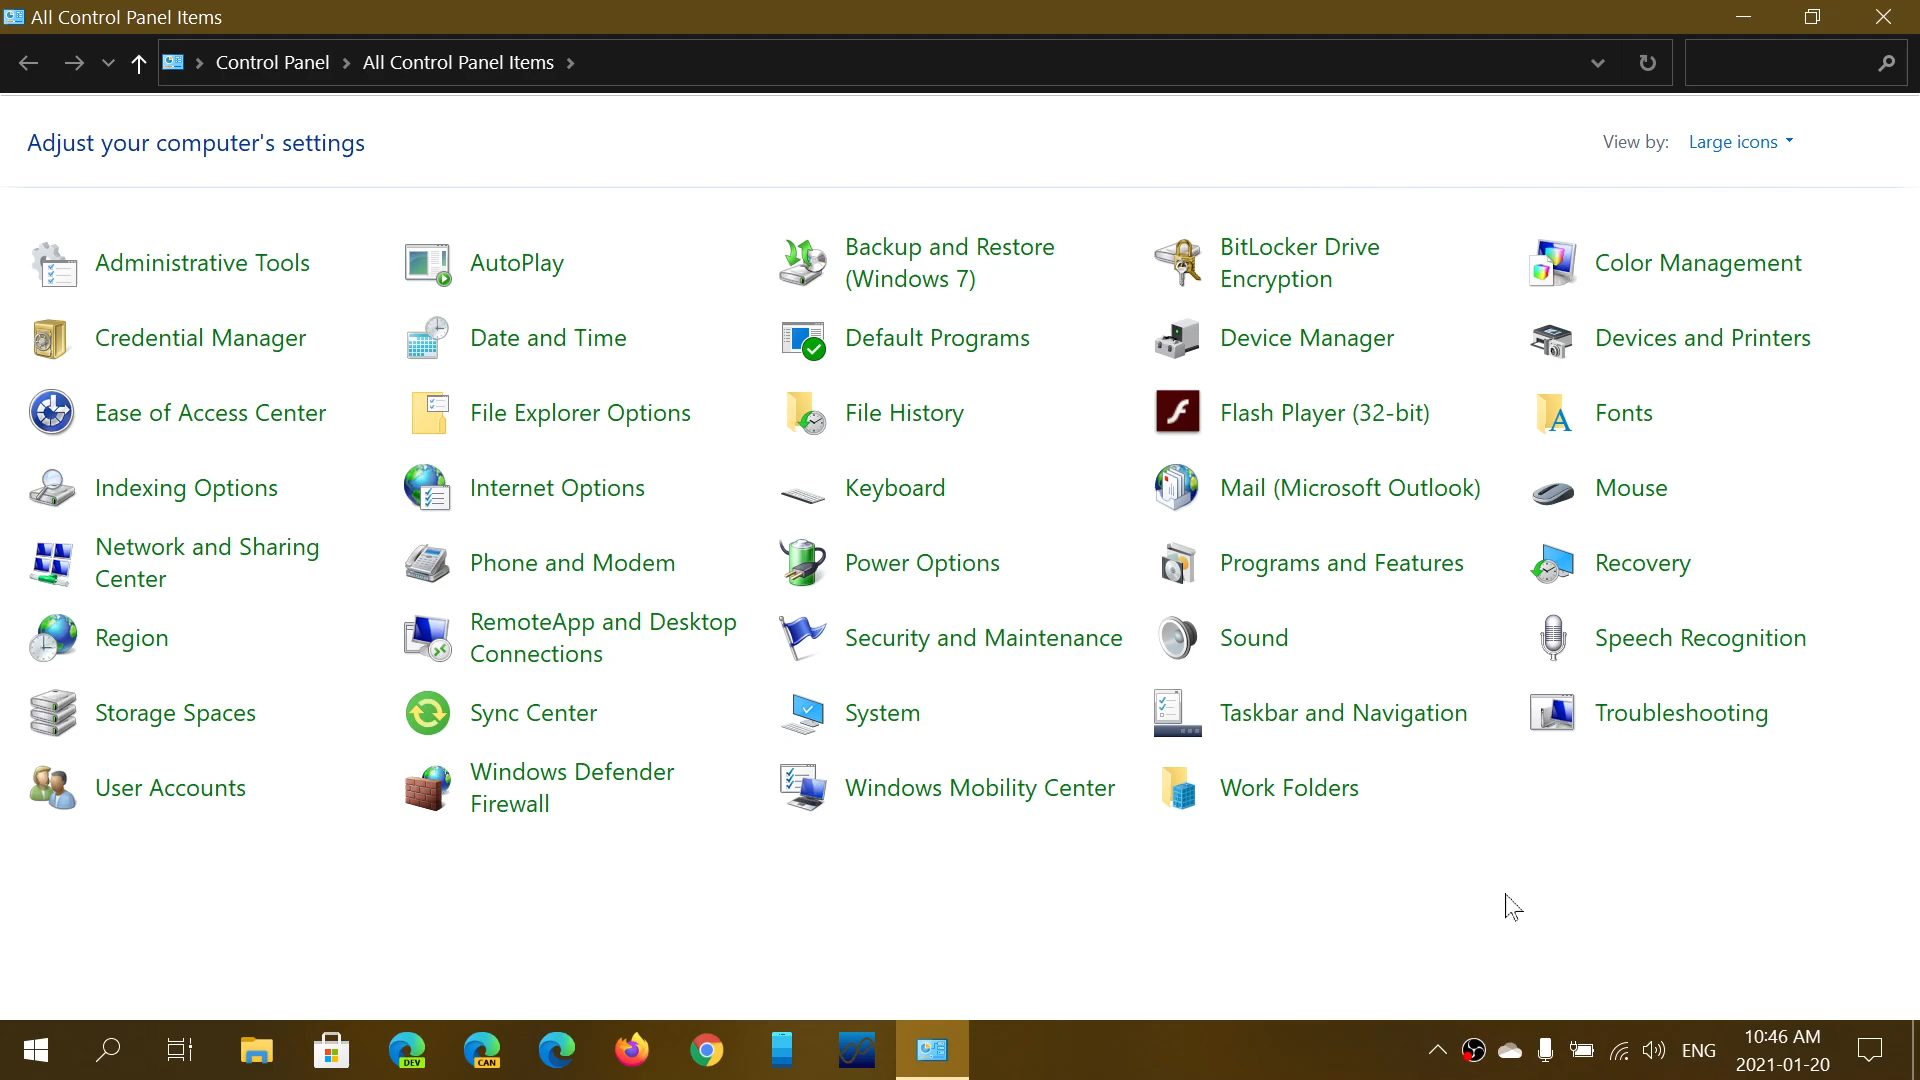 All Control Panel Items
Control Panel
All Control Panel Items
Adjust your computer's settings
View by: Large icons
Administrative Tools
AutoPlay
Backup and Restore
(Windows 7)
BitLocker Drive
Encryption
Color Management
Credential Manager
Date and Time
Default Programs
Device Manager
Devices and Printers
Ease of Access Center
File Explorer Options
File History
Flash Player (32-bit)
Fonts
Indexing Options
Internet Options
Keyboard
Mail (Microsoft Outlook)
Mouse
Network and Sharing
Center
Phone and Modem
Power Options
Programs and Features
Recovery
Region
RemoteApp and Desktop
Connections
Security and Maintenance
Sound
Speech Recognition
Storage Spaces
Sync Center
System
Taskbar and Navigation
Troubleshooting
User Accounts
Windows Defender
Firewall
Windows Mobility Center
Work Folders
DEV
CAN
ENG
10:46 AM
2021-01-20